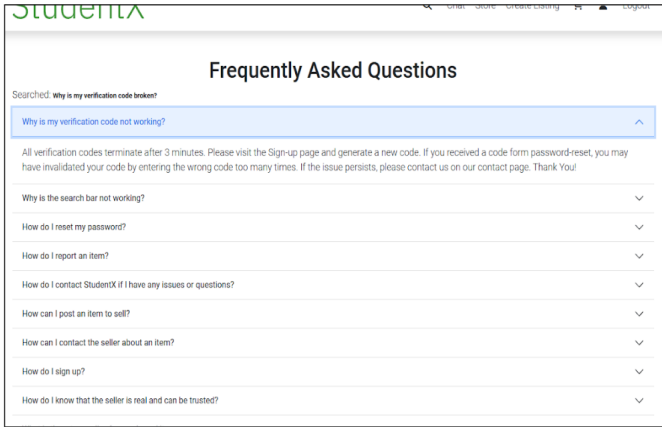 StudentX
Chat Store Create Listing Logout
Frequently Asked Questions
Searched: Why is my verification code broken?
Why is my verification code not working?
All verification codes terminate after 3 minutes. Please visit the Sign-up page and generate a new code. If you received a code form password-reset, you may
have invalidated your code by entering the wrong code too many times. If the issue persists, please contact us on our contact page. Thank You!
Why is the search bar not working?
How do I reset my password?
How do I report an item?
How do I contact StudentX if I have any issues or questions?
How can I post an item to sell?
How can I contact the seller about an item?
How do I sign up?
How do I know that the seller is real and can be trusted?